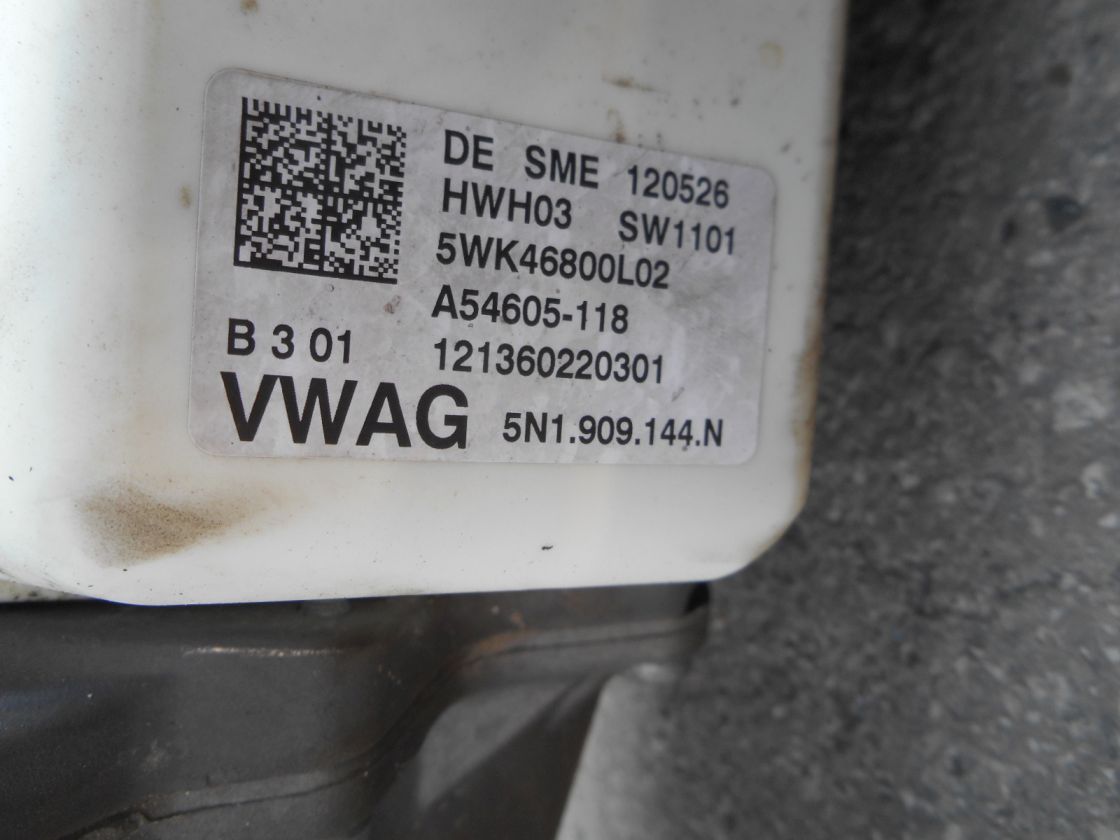 DE SME 120526
HWH03 SW1101
5WK46800L02
A54605-118
B 3 01 121360220301
VWAG 5N1.909.144.N